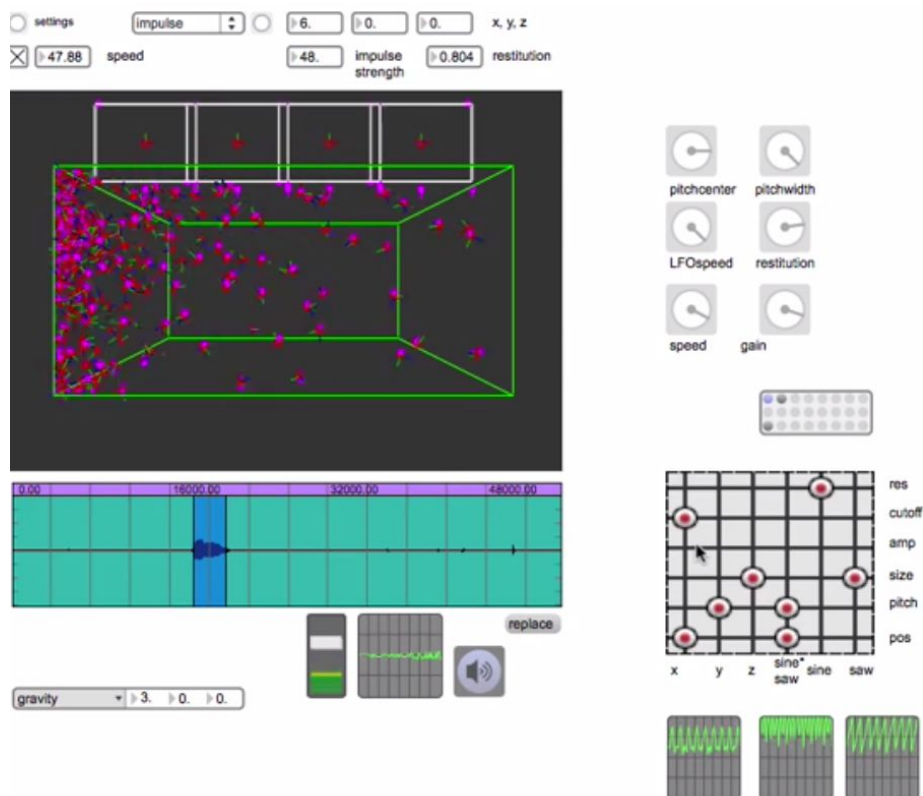 settings impulse 6. 0. 0. x, y, z
47.88 speed 48. impulse strength 0.804 restitution
pitchcenter pitchwidth
LFOspeed restitution
speed gain
0.00 16000.00 32000.00 48000.00
res
cutoff
amp
size
pitch
pos
replace
x y z sine* saw sine saw
gravity 3. 0. 0.